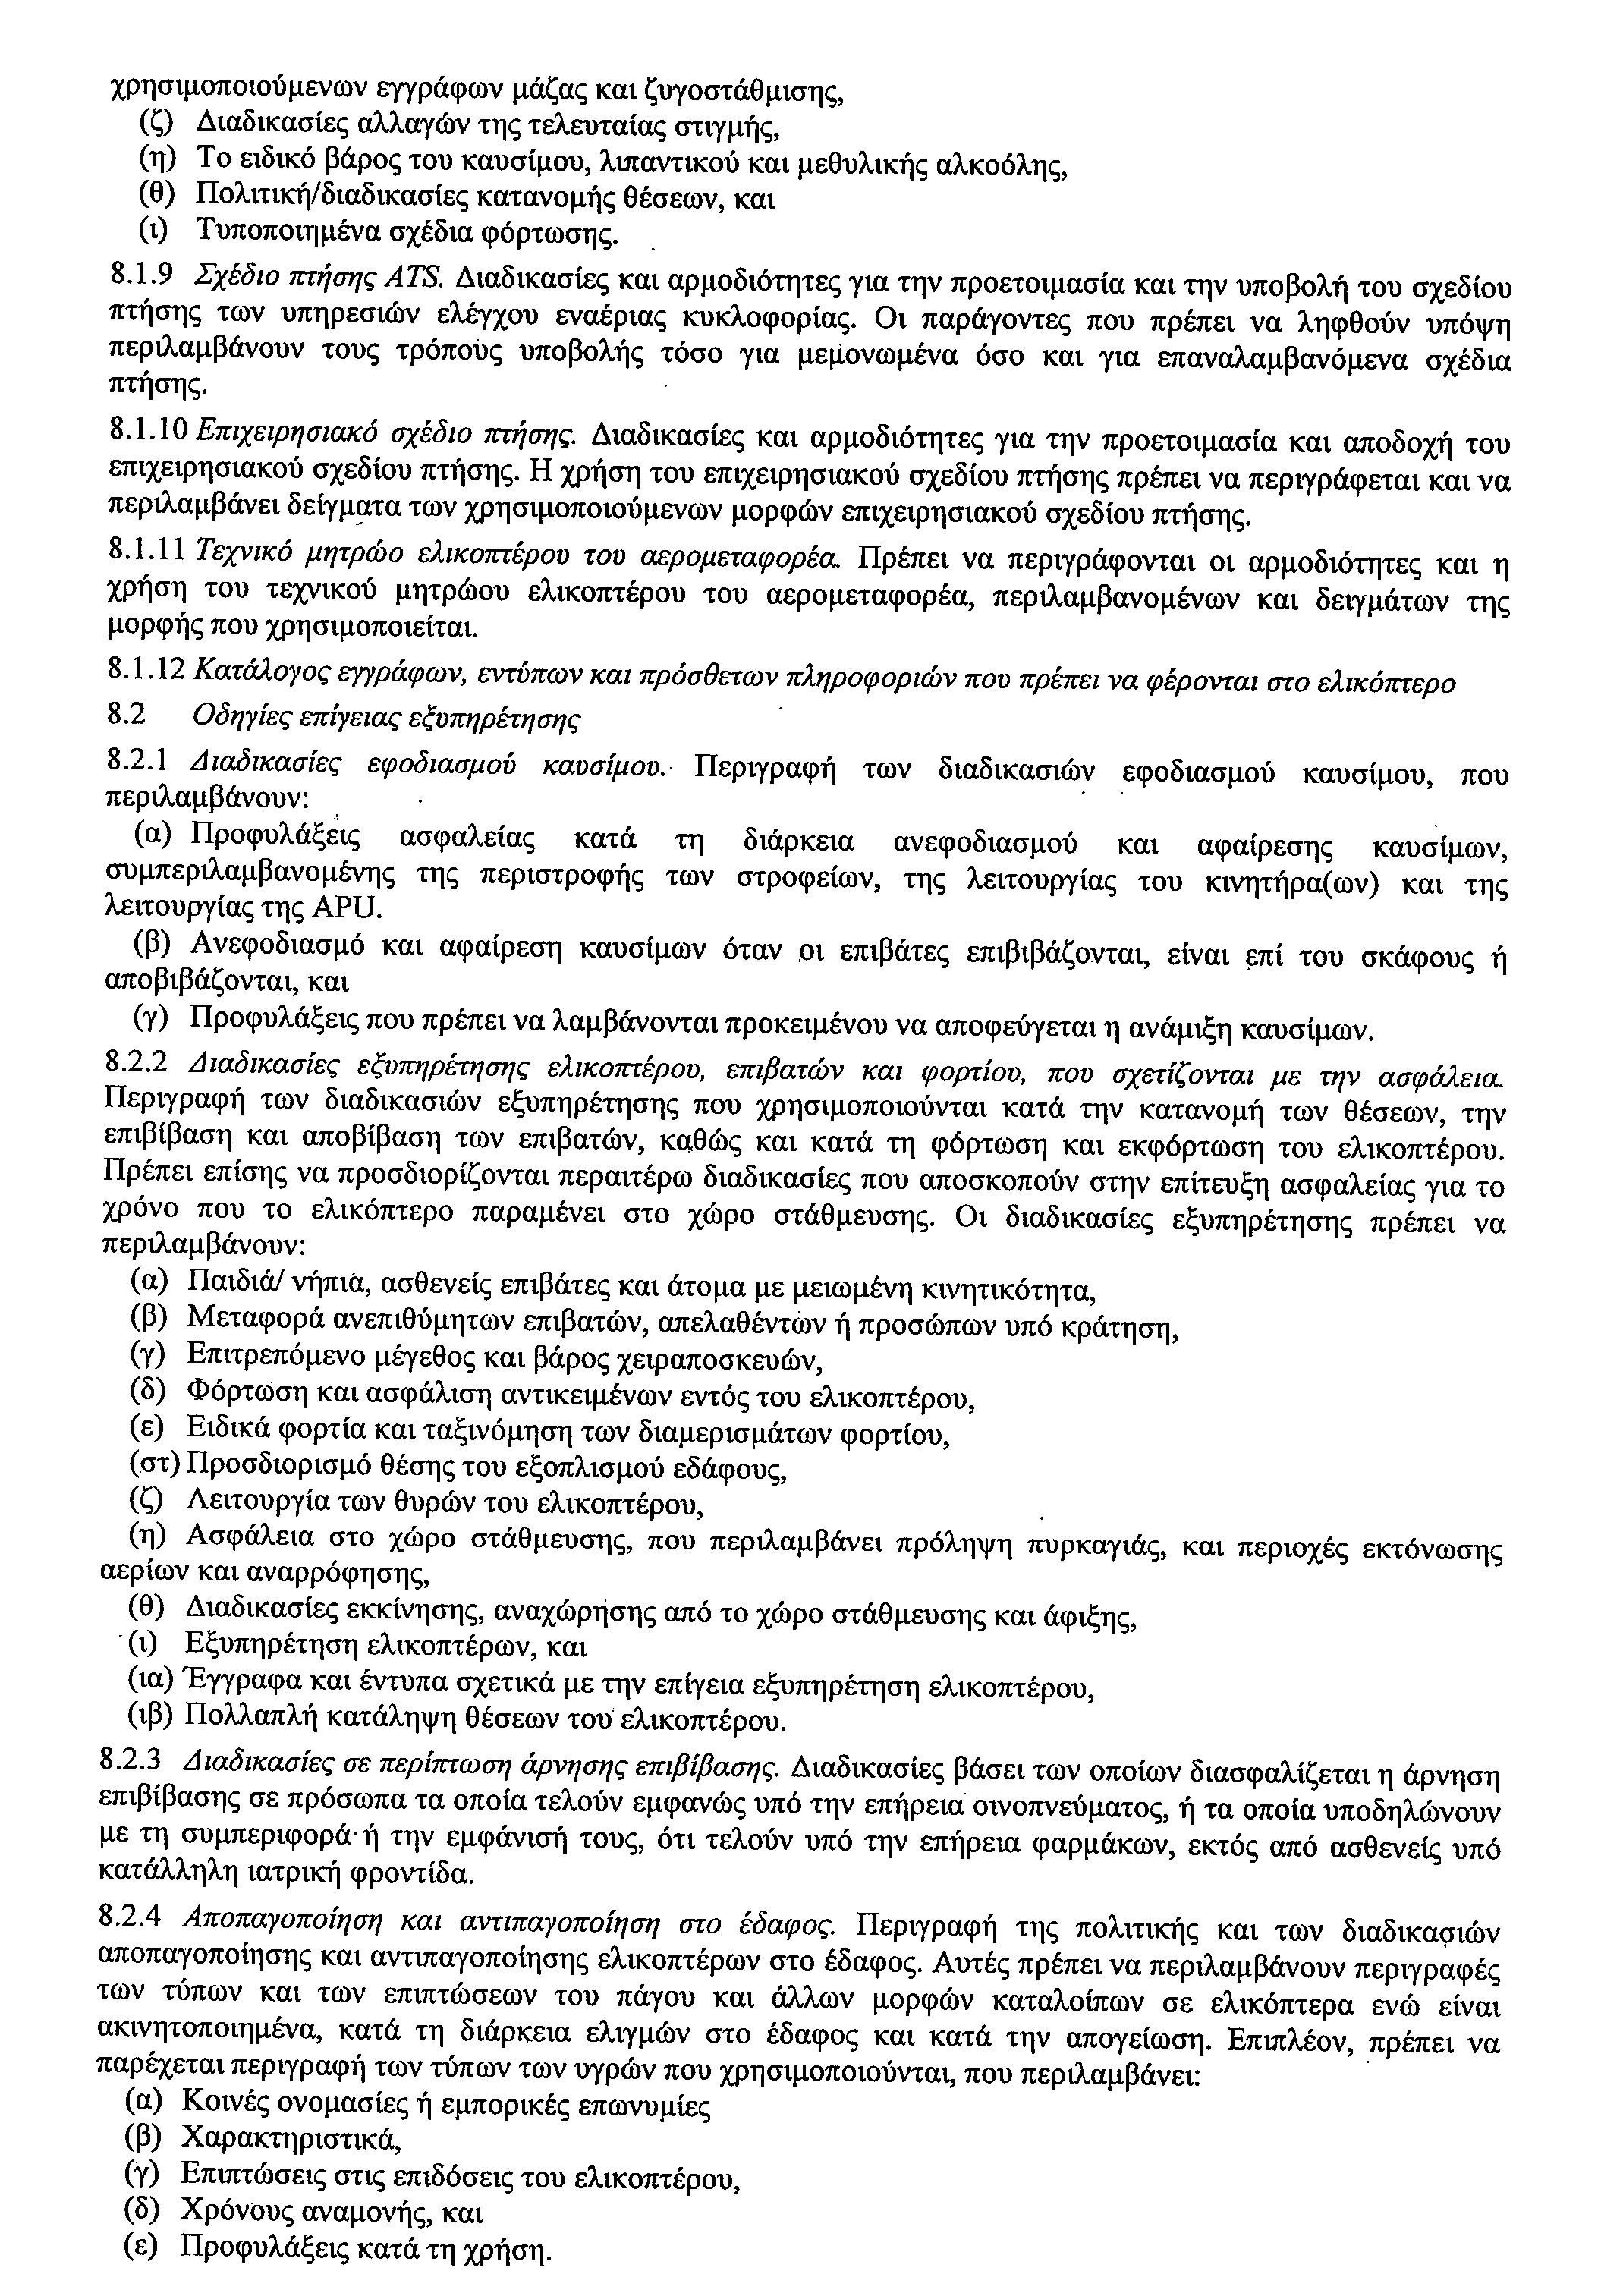 χρησιμοποιούμενων εγγράφων μάζας και ζυγοστάθμισης,
(ζ) Διαδικασίες αλλαγών της τελευταίας στιγμής,
(η) Το ειδικό βάρος του καυσίμου, λιπαντικού και μεθυλικής αλκοόλης,
(θ) Πολιτική/διαδικασίες κατανομής θέσεων, και
(ι) Τυποποιημένα σχέδια φόρτωσης.
8.1.9 Σχέδιο πτήσης ATS. Διαδικασίες και αρμοδιότητες για την προετοιμασία και την υποβολή του σχεδίου
πτήσης των υπηρεσιών ελέγχου εναέριας κυκλοφορίας. Οι παράγοντες που πρέπει να ληφθούν υπόψη
περιλαμβάνουν τους τρόπους υποβολής τόσο για μεμονωμένα όσο και για επαναλαμβανόμενα σχέδια
πτήσης.
8.1.10 Επιχειρησιακό σχέδιο πτήσης. Διαδικασίες και αρμοδιότητες για την προετοιμασία και αποδοχή του
επιχειρησιακού σχεδίου πτήσης. Η χρήση του επιχειρησιακού σχεδίου πτήσης πρέπει να περιγράφεται και να
περιλαμβάνει δείγματα των χρησιμοποιούμενων μορφών επιχειρησιακού σχεδίου πτήσης.
8.1.11 Τεχνικό μητρώο ελικοπτέρου του αερομεταφορέα. Πρέπει να περιγράφονται οι αρμοδιότητες και η
χρήση του τεχνικού μητρώου ελικοπτέρου του αερομεταφορέα, περιλαμβανομένων και δειγμάτων της
μορφής που χρησιμοποιείται.
8.1.12 Κατάλογος εγγράφων, εντύπων και πρόσθετων πληροφοριών που πρέπει να φέρονται στο ελικόπτερο
8.2 Οδηγίες επίγειας εξυπηρέτησης
8.2.1 Διαδικασίες εφοδιασμού καυσίμου. Περιγραφή των διαδικασιών εφοδιασμού καυσίμου, που
περιλαμβάνουν:
(α) Προφυλάξεις ασφαλείας κατά τη διάρκεια ανεφοδιασμού και αφαίρεσης καυσίμων,
συμπεριλαμβανομένης της περιστροφής των στροφείων, της λειτουργίας του κινητήρα(ων) και της
λειτουργίας της APU.
(β) Ανεφοδιασμό και αφαίρεση καυσίμων όταν οι επιβάτες επιβιβάζονται, είναι επί του σκάφους ή
αποβιβάζονται, και
(γ) Προφυλάξεις που πρέπει να λαμβάνονται προκειμένου να αποφεύγεται η ανάμιξη καυσίμων.
8.2.2 Διαδικασίες εξυπηρέτησης ελικοπτέρου, επιβατών και φορτίου, που σχετίζονται με την ασφάλεια.
Περιγραφή των διαδικασιών εξυπηρέτησης που χρησιμοποιούνται κατά την κατανομή των θέσεων, την
επιβίβαση και αποβίβαση των επιβατών, καθώς και κατά τη φόρτωση και εκφόρτωση του ελικοπτέρου.
Πρέπει επίσης να προσδιορίζονται περαιτέρω διαδικασίες που αποσκοπούν στην επίτευξη ασφαλείας για το
χρόνο που το ελικόπτερο παραμένει στο χώρο στάθμευσης. Οι διαδικασίες εξυπηρέτησης πρέπει να
περιλαμβάνουν:
(α) Παιδιά/ νήπια, ασθενείς επιβάτες και άτομα με μειωμένη κινητικότητα,
(β) Μεταφορά ανεπιθύμητων επιβατών, απελαθέντων ή προσώπων υπό κράτηση,
(γ) Επιτρεπόμενο μέγεθος και βάρος χειραποσκευών,
(δ) Φόρτωση και ασφάλιση αντικειμένων εντός του ελικοπτέρου,
(ε) Ειδικά φορτία και ταξινόμηση των διαμερισμάτων φορτίου,
(στ) Προσδιορισμό θέσης του εξοπλισμού εδάφους,
(ζ) Λειτουργία των θυρών του ελικοπτέρου,
(η) Ασφάλεια στο χώρο στάθμευσης, που περιλαμβάνει πρόληψη πυρκαγιάς, και περιοχές εκτόνωσης
αερίων και αναρρόφησης,
(θ) Διαδικασίες εκκίνησης, αναχώρησης από το χώρο στάθμευσης και άφιξης,
(ι) Εξυπηρέτηση ελικοπτέρων, και
(ια) Έγγραφα και έντυπα σχετικά με την επίγεια εξυπηρέτηση ελικοπτέρου,
(ιβ) Πολλαπλή κατάληψη θέσεων του ελικοπτέρου.
8.2.3 Διαδικασίες σε περίπτωση άρνησης επιβίβασης. Διαδικασίες βάσει των οποίων διασφαλίζεται η άρνηση
επιβίβασης σε πρόσωπα τα οποία τελούν εμφανώς υπό την επήρεια οινοπνεύματος, ή τα οποία υποδηλώνουν
με τη συμπεριφορά ή την εμφάνισή τους, ότι τελούν υπό την επήρεια φαρμάκων, εκτός από ασθενείς υπό
κατάλληλη ιατρική φροντίδα.
8.2.4 Αποπαγοποίηση και αντιπαγοποίηση στο έδαφος. Περιγραφή της πολιτικής και των διαδικασιών
αποπαγοποίησης και αντιπαγοποίησης ελικοπτέρων στο έδαφος. Αυτές πρέπει να περιλαμβάνουν περιγραφές
των τύπων και των επιπτώσεων του πάγου και άλλων μορφών καταλοίπων σε ελικόπτερα ενώ είναι
ακινητοποιημένα, κατά τη διάρκεια ελιγμών στο έδαφος και κατά την απογείωση. Επιπλέον, πρέπει να
παρέχεται περιγραφή των τύπων των υγρών που χρησιμοποιούνται, που περιλαμβάνει:
(α) Κοινές ονομασίες ή εμπορικές επωνυμίες
(β) Χαρακτηριστικά,
(γ) Επιπτώσεις στις επιδόσεις του ελικοπτέρου,
(δ) Χρόνους αναμονής, και
(ε) Προφυλάξεις κατά τη χρήση.